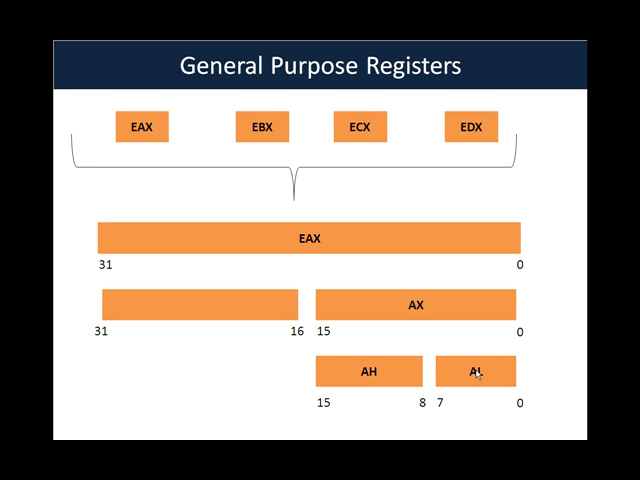 General Purpose Registers
EAX EBX ECX EDX
EAX
31 0
AX
31 16 15 0
AH AL
15 8 7 0